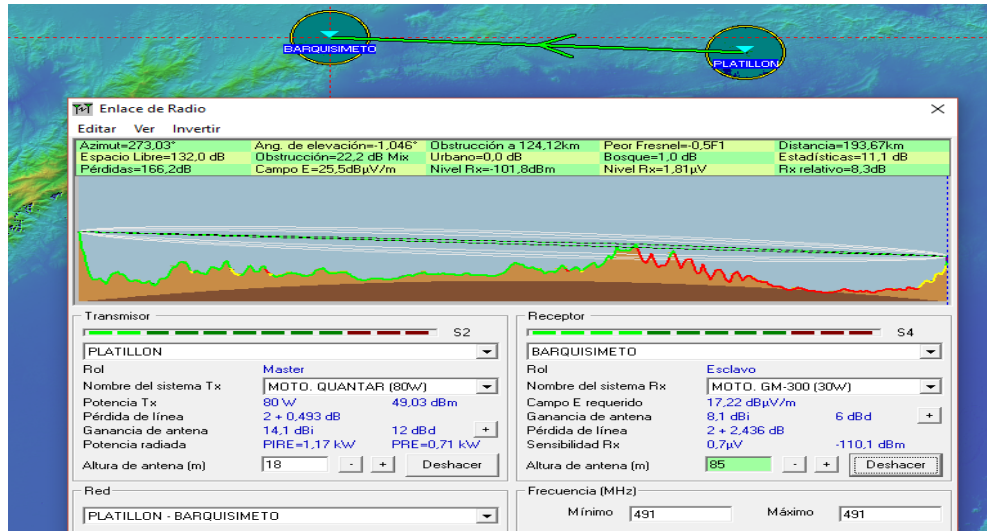 BARQUISIMETO
PLATILLON
Enlace de Radio
Editar Ver Invertir
Azimut=273,03° Ang. de elevación=-1,046° Obstrucción a 124,12km Peor Fresnel=-0,5F1 Distancia=193,67km
Espacio Libre=132,0 dB Obstrucción=22,2 dB Mix Urbano=0,0 dB Bosque=1,0 dB Estadísticas=11,1 dB
Pérdidas=166,2dB Campo E=25,5dBµV/m Nivel Rx=-101,8dBm Nivel Rx=1,81µV Rx relativo=8,3dB
Transmisor
S2
PLATILLON
Rol Master
Nombre del sistema Tx MOTO. QUANTAR (80W)
Potencia Tx 80 W 49,03 dBm
Pérdida de línea 2 + 0,493 dB
Ganancia de antena 14,1 dBi 12 dBd +
Potencia radiada PIRE=1,17 kW PRE=0,71 kW
Altura de antena (m) 18 - + Deshacer
Red
PLATILLON - BARQUISIMETO
Receptor
S4
BARQUISIMETO
Rol Esclavo
Nombre del sistema Rx MOTO. GM-300 (30W)
Campo E requerido 17,22 dBµV/m
Ganancia de antena 8,1 dBi 6 dBd +
Pérdida de línea 2 + 2,436 dB
Sensibilidad Rx 0,7µV -110,1 dBm
Altura de antena (m) 85 - + Deshacer
Frecuencia (MHz)
Mínimo 491 Máximo 491